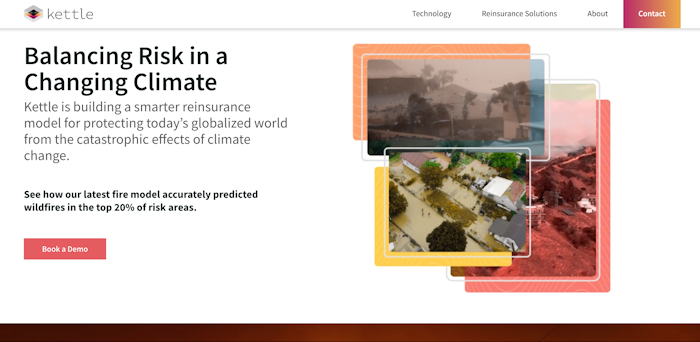 kettle
Technology
Reinsurance Solutions
About
Contact
Balancing Risk in a
Changing Climate
Kettle is building a smarter reinsurance
model for protecting today’s globalized world
from the catastrophic effects of climate
change.
See how our latest fire model accurately predicted
wildfires in the top 20% of risk areas.
Book a Demo